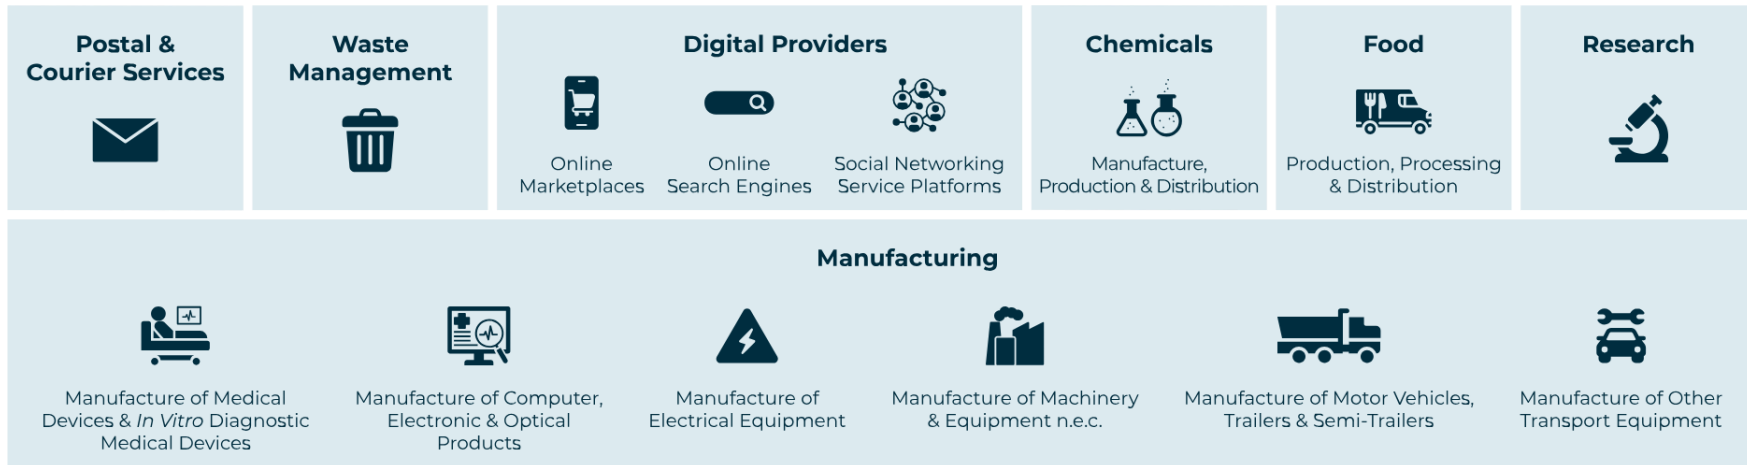 Postal &
Courier Services
Waste
Management
Digital Providers
Online
Marketplaces
Online
Search Engines
Social Networking
Service Platforms
Chemicals
Manufacture,
Production & Distribution
Food
Production, Processing
& Distribution
Research
Manufacturing
Manufacture of Medical
Devices & In Vitro Diagnostic
Medical Devices
Manufacture of Computer,
Electronic & Optical
Products
Manufacture of
Electrical Equipment
Manufacture of Machinery
& Equipment n.e.c.
Manufacture of Motor Vehicles,
Trailers & Semi-Trailers
Manufacture of Other
Transport Equipment